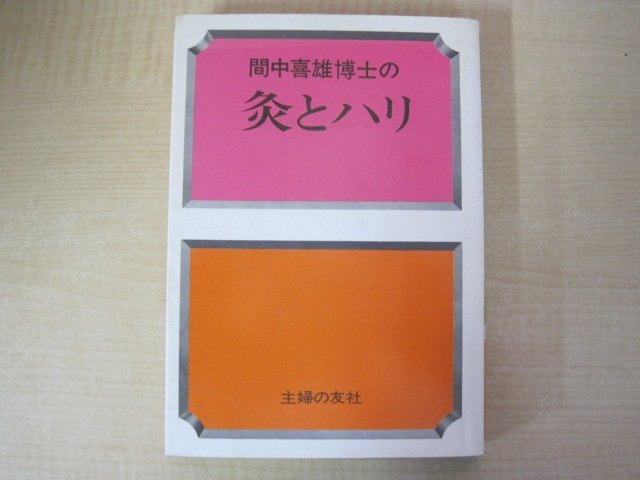 間中喜雄博士の
灸とハリ
主婦の友社